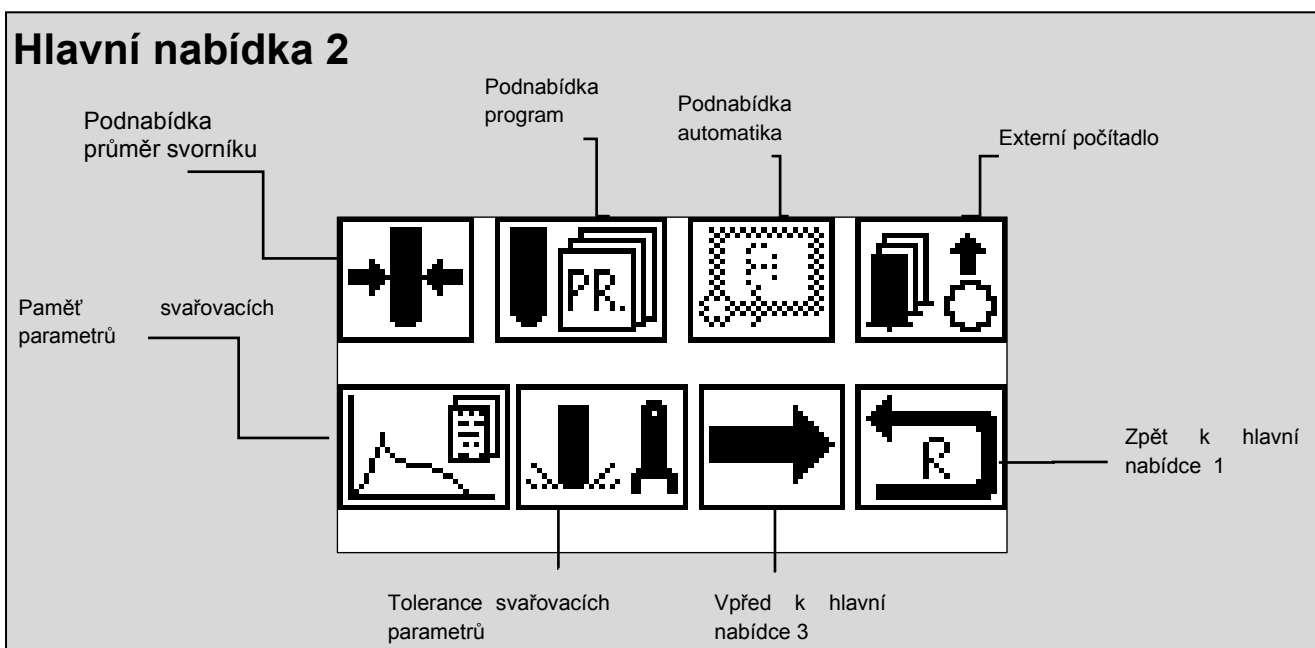 Hlavní nabídka 2
Podnabídka
program
Podnabídka
automatika
Podnabídka
průměr svorníku
Externí počítadlo
PR.
Paměť svařovacích
parametrů
R
Zpět k hlavní
nabídce 1
Tolerance svařovacích
parametrů
Vpřed k hlavní
nabídce 3